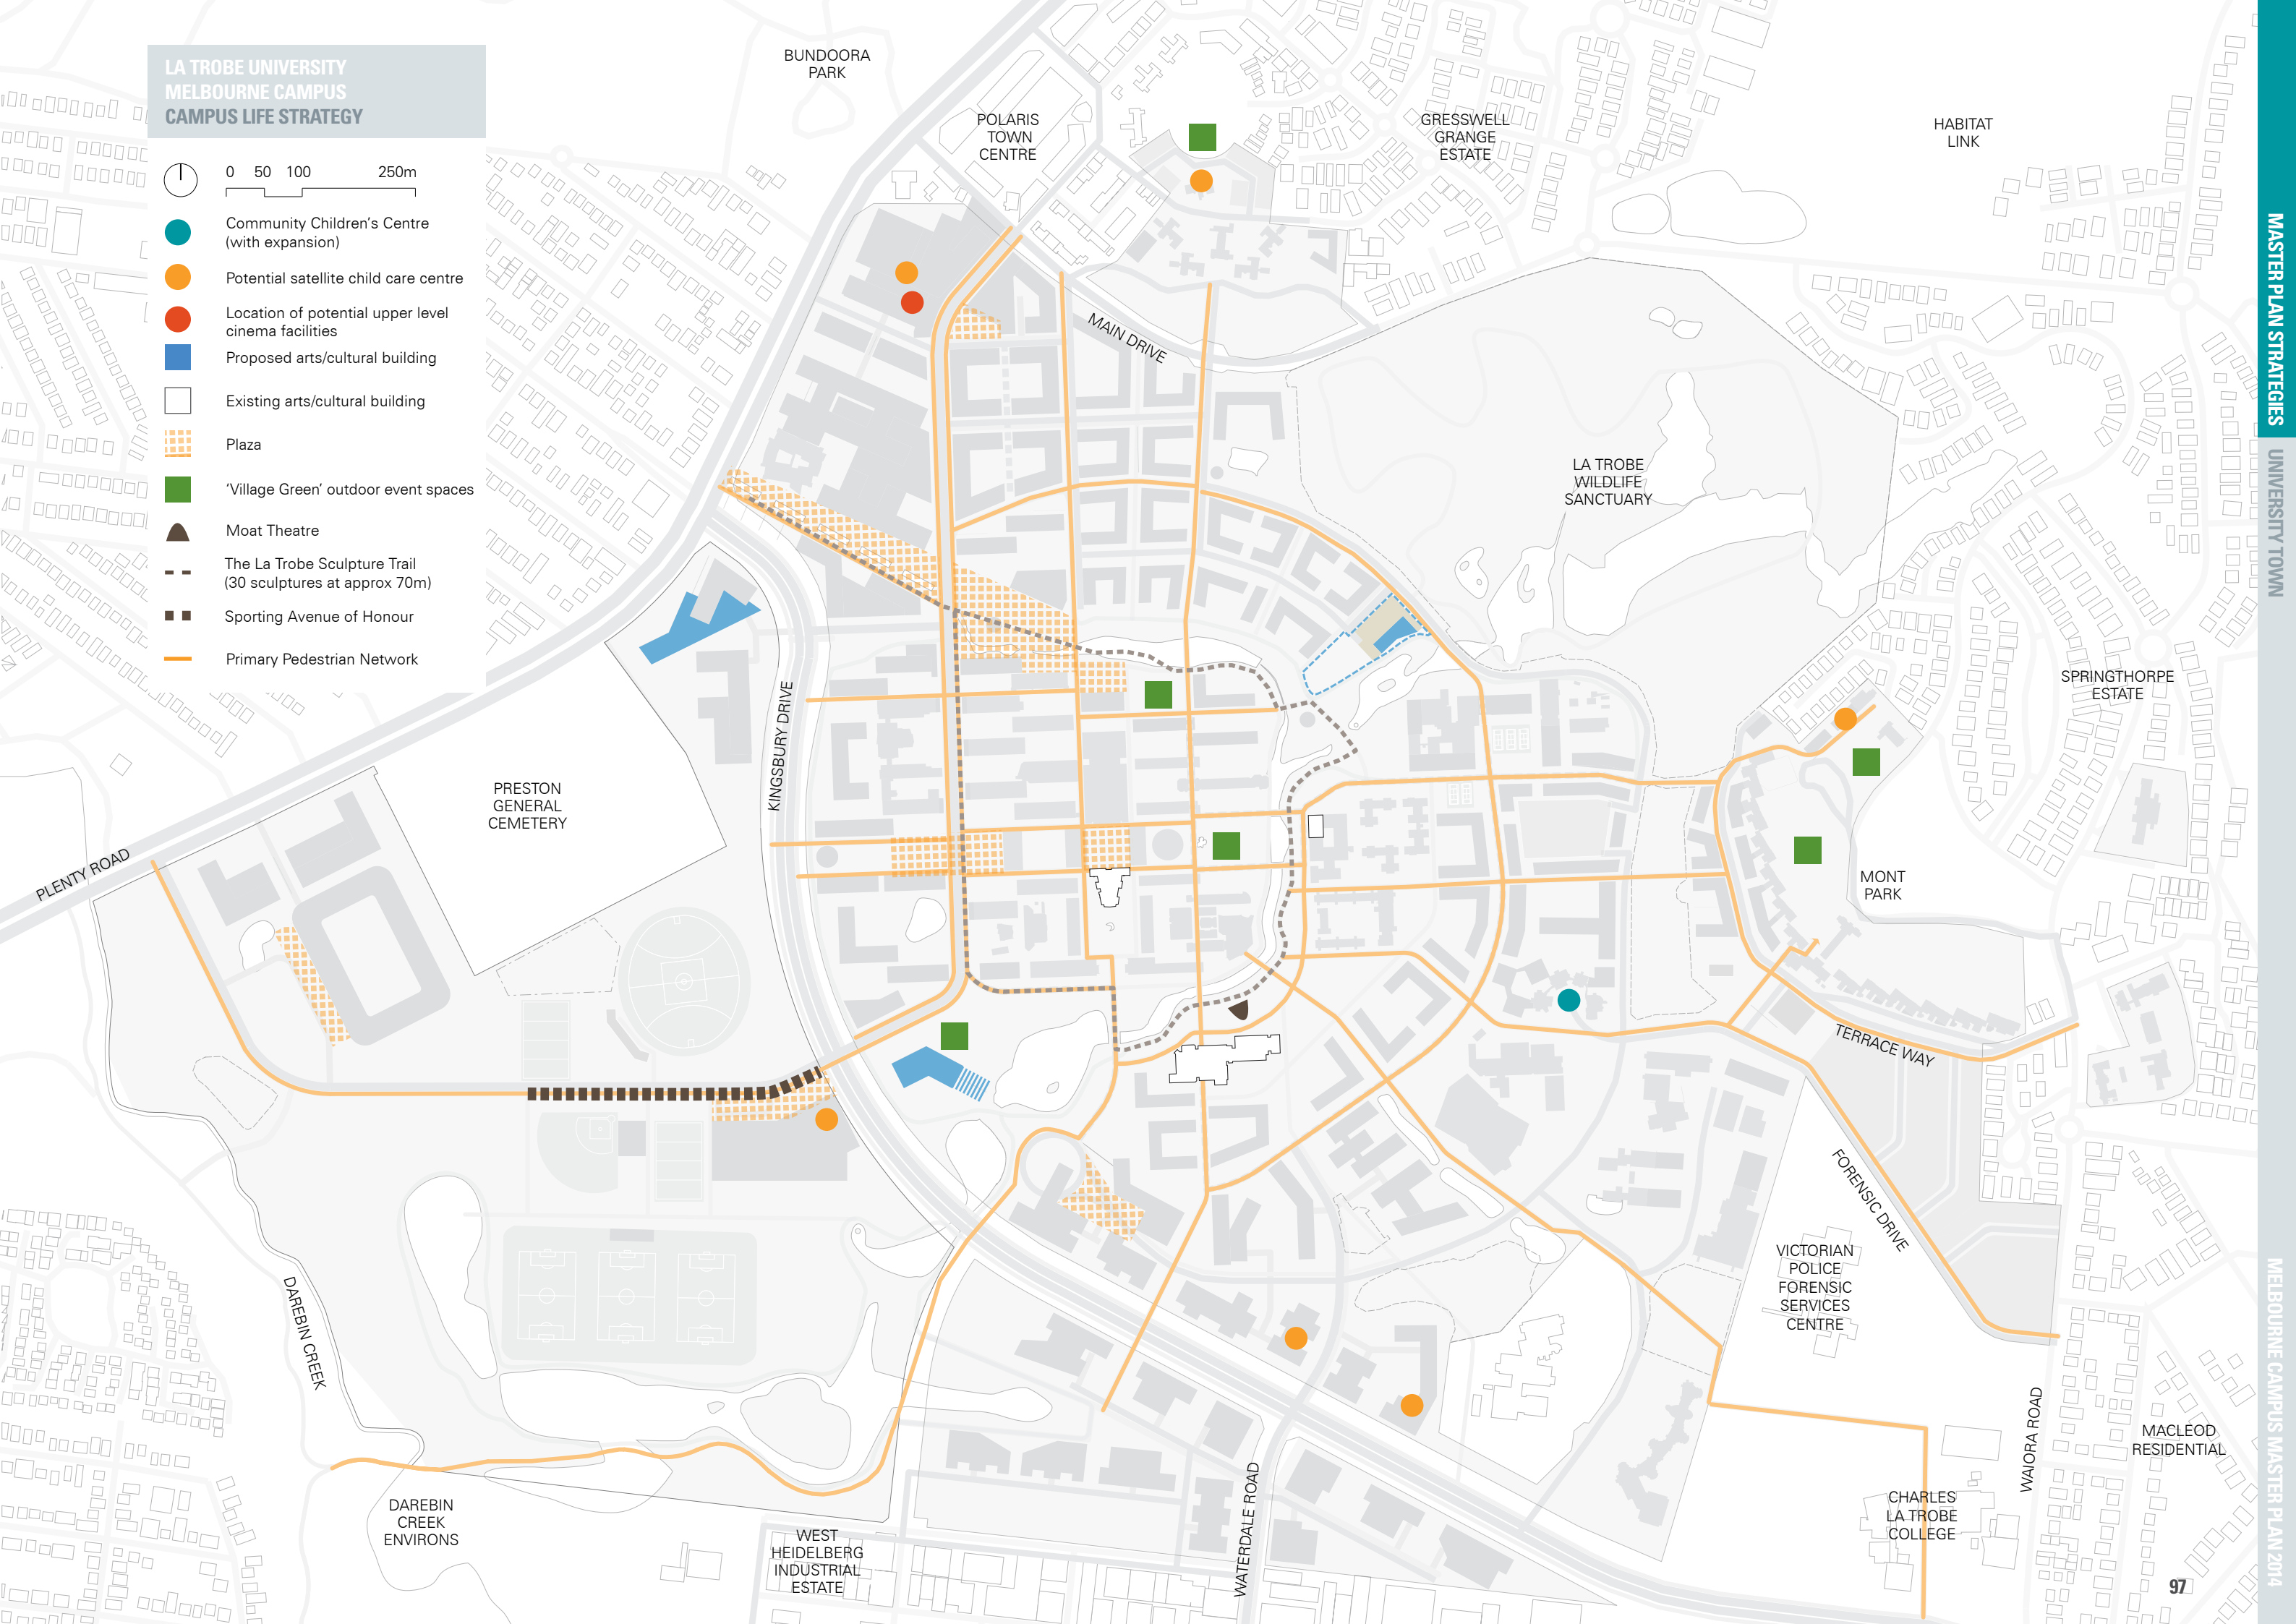 LA TROBE UNIVERSITY
MELBOURNE CAMPUS
CAMPUS LIFE STRATEGY
0 50 100 250m
Community Children's Centre
(with expansion)
Potential satellite child care centre
Location of potential upper level
cinema facilities
Proposed arts/cultural building
Existing arts/cultural building
Plaza
‘Village Green’ outdoor event spaces
Moat Theatre
The La Trobe Sculpture Trail
(30 sculptures at approx 70m)
Sporting Avenue of Honour
Primary Pedestrian Network
BUNDOORA
PARK
POLARIS
TOWN
CENTRE
GRESSWELL
GRANGE
ESTATE
HABITAT
LINK
MAIN DRIVE
LA TROBE
WILDLIFE
SANCTUARY
SPRINGTHORPE
ESTATE
KINGSBURY DRIVE
PRESTON
GENERAL
CEMETERY
PLENTY ROAD
MONT
PARK
TERRACE WAY
FORENSIC DRIVE
VICTORIAN
POLICE
FORENSIC
SERVICES
CENTRE
DAREBIN CREEK
WAIORA ROAD
MACLEOD
RESIDENTIAL
CHARLES
LA TROBE
COLLEGE
DAREBIN
CREEK
ENVIRONS
WEST
HEIDELBERG
INDUSTRIAL
ESTATE
WATERDALE ROAD
MASTER PLAN STRATEGIES
UNIVERSITY TOWN
MELBOURNE CAMPUS MASTER PLAN 2014
97